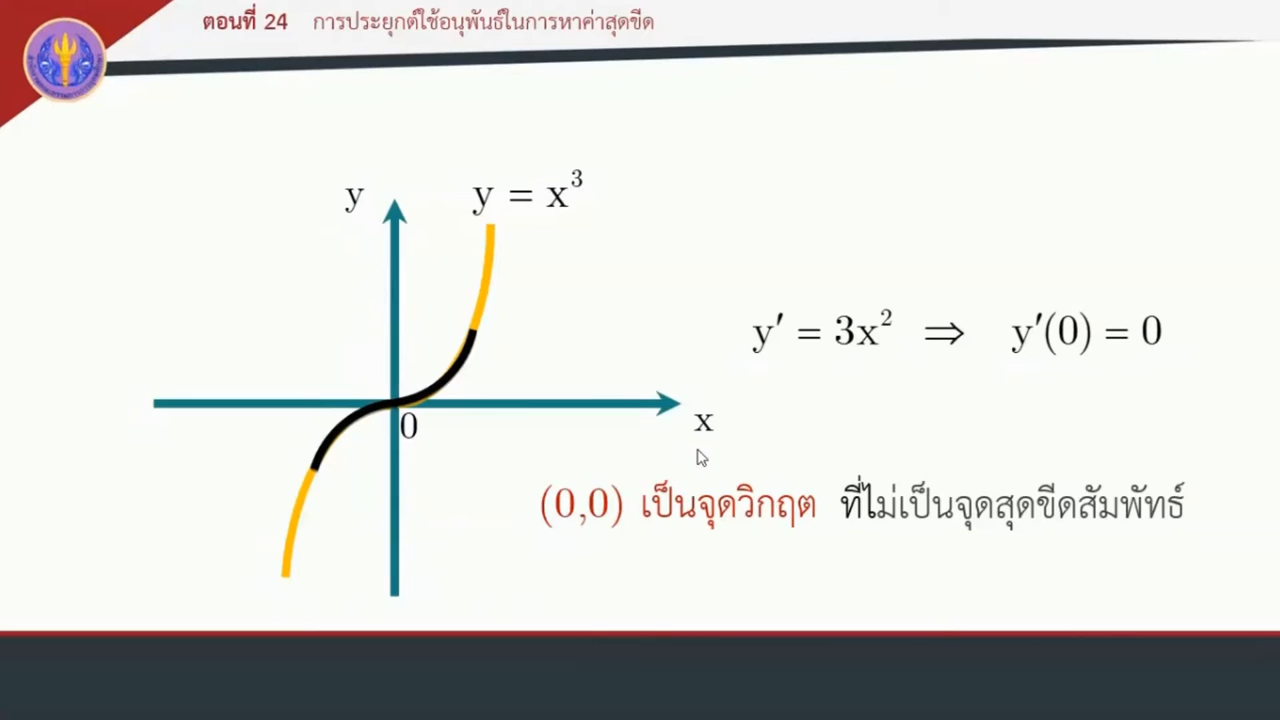 ตอนที่ 24 การประยุกต์ใช้อนุพันธ์ในการหาค่าสุดขีด
y
y = x³
y′ = 3x² ⇒ y′(0) = 0
0
x
(0,0) เป็นจุดวิกฤต ที่ไม่เป็นจุดสุดขีดสัมพัทธ์